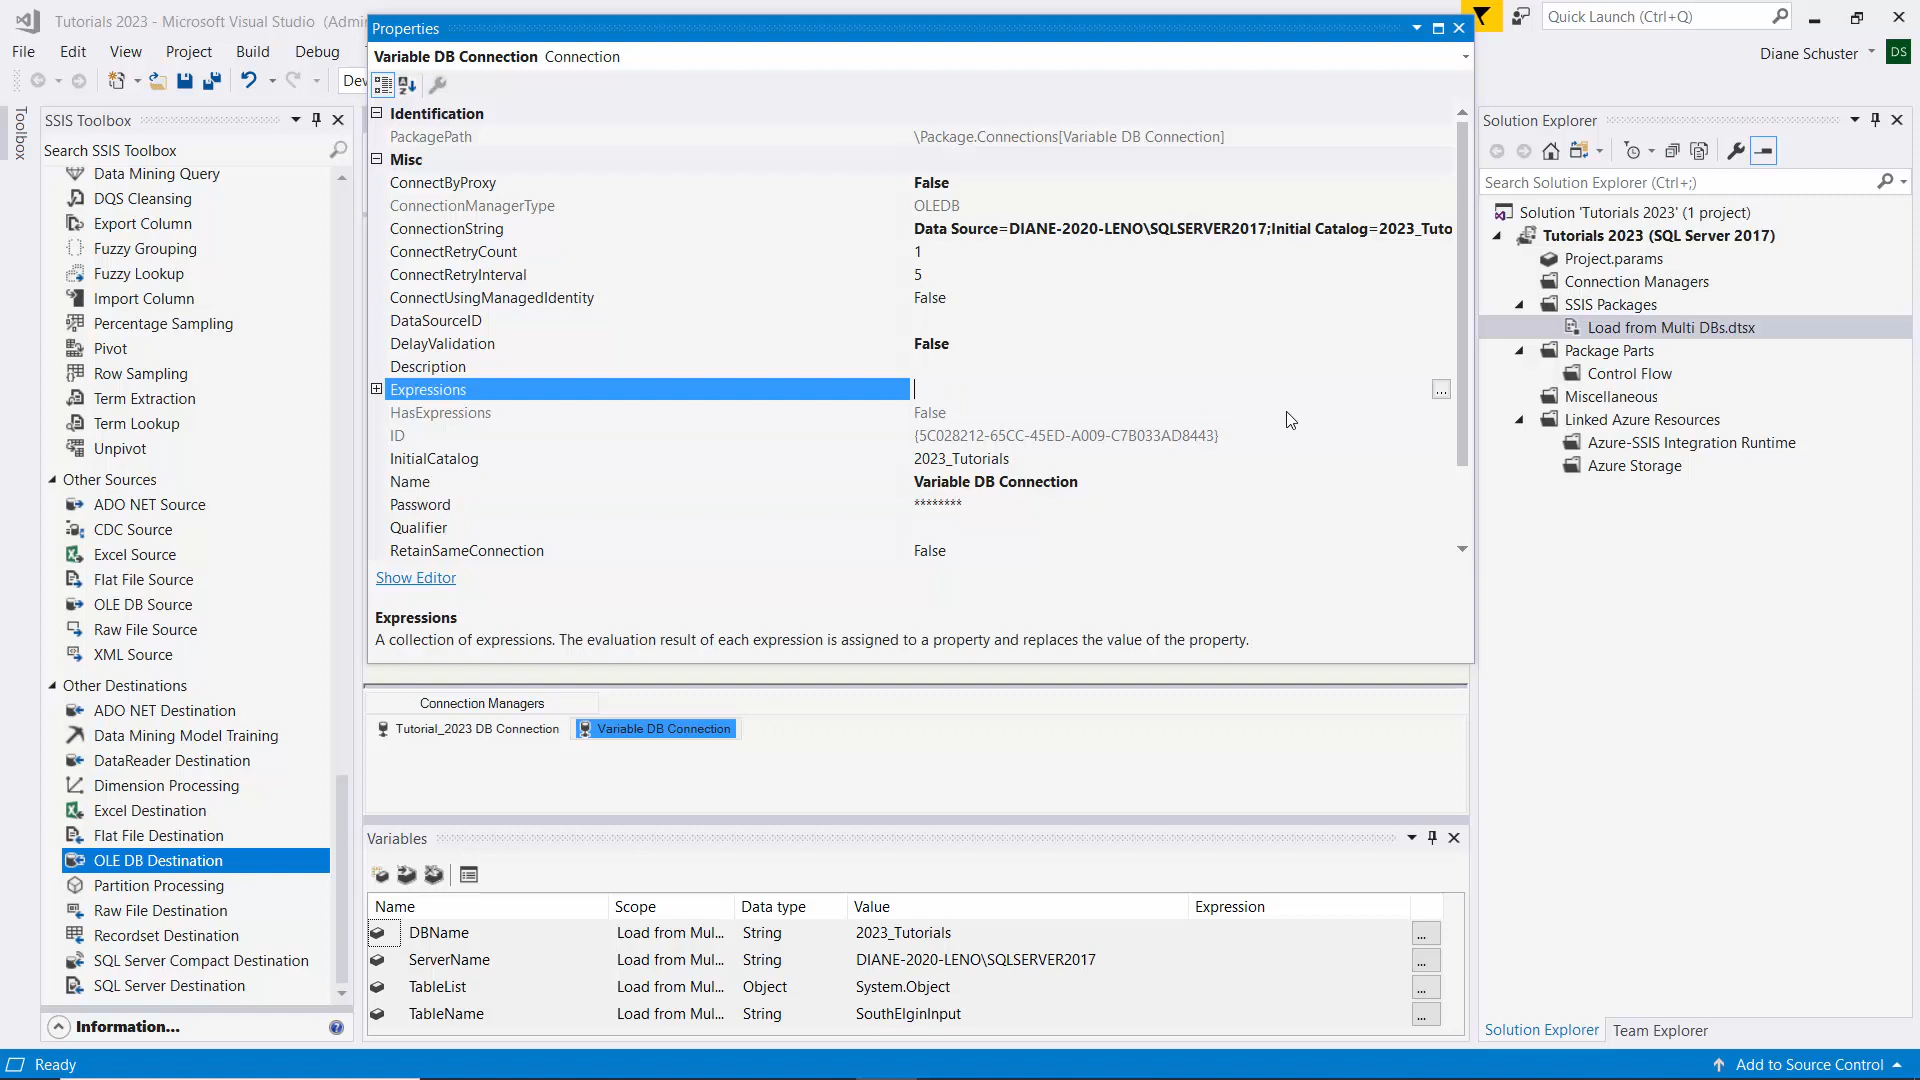 Tutorials 2023 - Microsoft Visual Studio (Admi
Properties
Quick Launch (Ctrl+Q)
File Edit View Project Build Debug
Variable DB Connection Connection
Diane Schuster DS
Dev
Toolbox
SSIS Toolbox
Search SSIS Toolbox
Data Mining Query
DQS Cleansing
Export Column
Fuzzy Grouping
Fuzzy Lookup
Import Column
Percentage Sampling
Pivot
Row Sampling
Term Extraction
Term Lookup
Unpivot
Other Sources
ADO NET Source
CDC Source
Excel Source
Flat File Source
OLE DB Source
Raw File Source
XML Source
Other Destinations
ADO NET Destination
Data Mining Model Training
DataReader Destination
Dimension Processing
Excel Destination
Flat File Destination
OLE DB Destination
Partition Processing
Raw File Destination
Recordset Destination
SQL Server Compact Destination
SQL Server Destination
Information...
Identification
PackagePath \Package.Connections[Variable DB Connection]
Misc
ConnectByProxy False
ConnectionManagerType OLEDB
ConnectionString Data Source=DIANE-2020-LENO\SQLSERVER2017;Initial Catalog=2023_Tuto
ConnectRetryCount 1
ConnectRetryInterval 5
ConnectUsingManagedIdentity False
DataSourceID
DelayValidation False
Description
Expressions ...
HasExpressions False
ID {5C028212-65CC-45ED-A009-C7B033AD8443}
InitialCatalog 2023_Tutorials
Name Variable DB Connection
Password ********
Qualifier
RetainSameConnection False
Show Editor
Expressions
A collection of expressions. The evaluation result of each expression is assigned to a property and replaces the value of the property.
Connection Managers
Tutorial_2023 DB Connection Variable DB Connection
Variables
Name Scope Data type Value Expression
DBName Load from Mul... String 2023_Tutorials ...
ServerName Load from Mul... String DIANE-2020-LENO\SQLSERVER2017 ...
TableList Load from Mul... Object System.Object ...
TableName Load from Mul... String SouthElginInput ...
Solution Explorer
Search Solution Explorer (Ctrl+;)
Solution 'Tutorials 2023' (1 project)
Tutorials 2023 (SQL Server 2017)
Project.params
Connection Managers
SSIS Packages
Load from Multi DBs.dtsx
Package Parts
Control Flow
Miscellaneous
Linked Azure Resources
Azure-SSIS Integration Runtime
Azure Storage
Solution Explorer Team Explorer
Ready
Add to Source Control